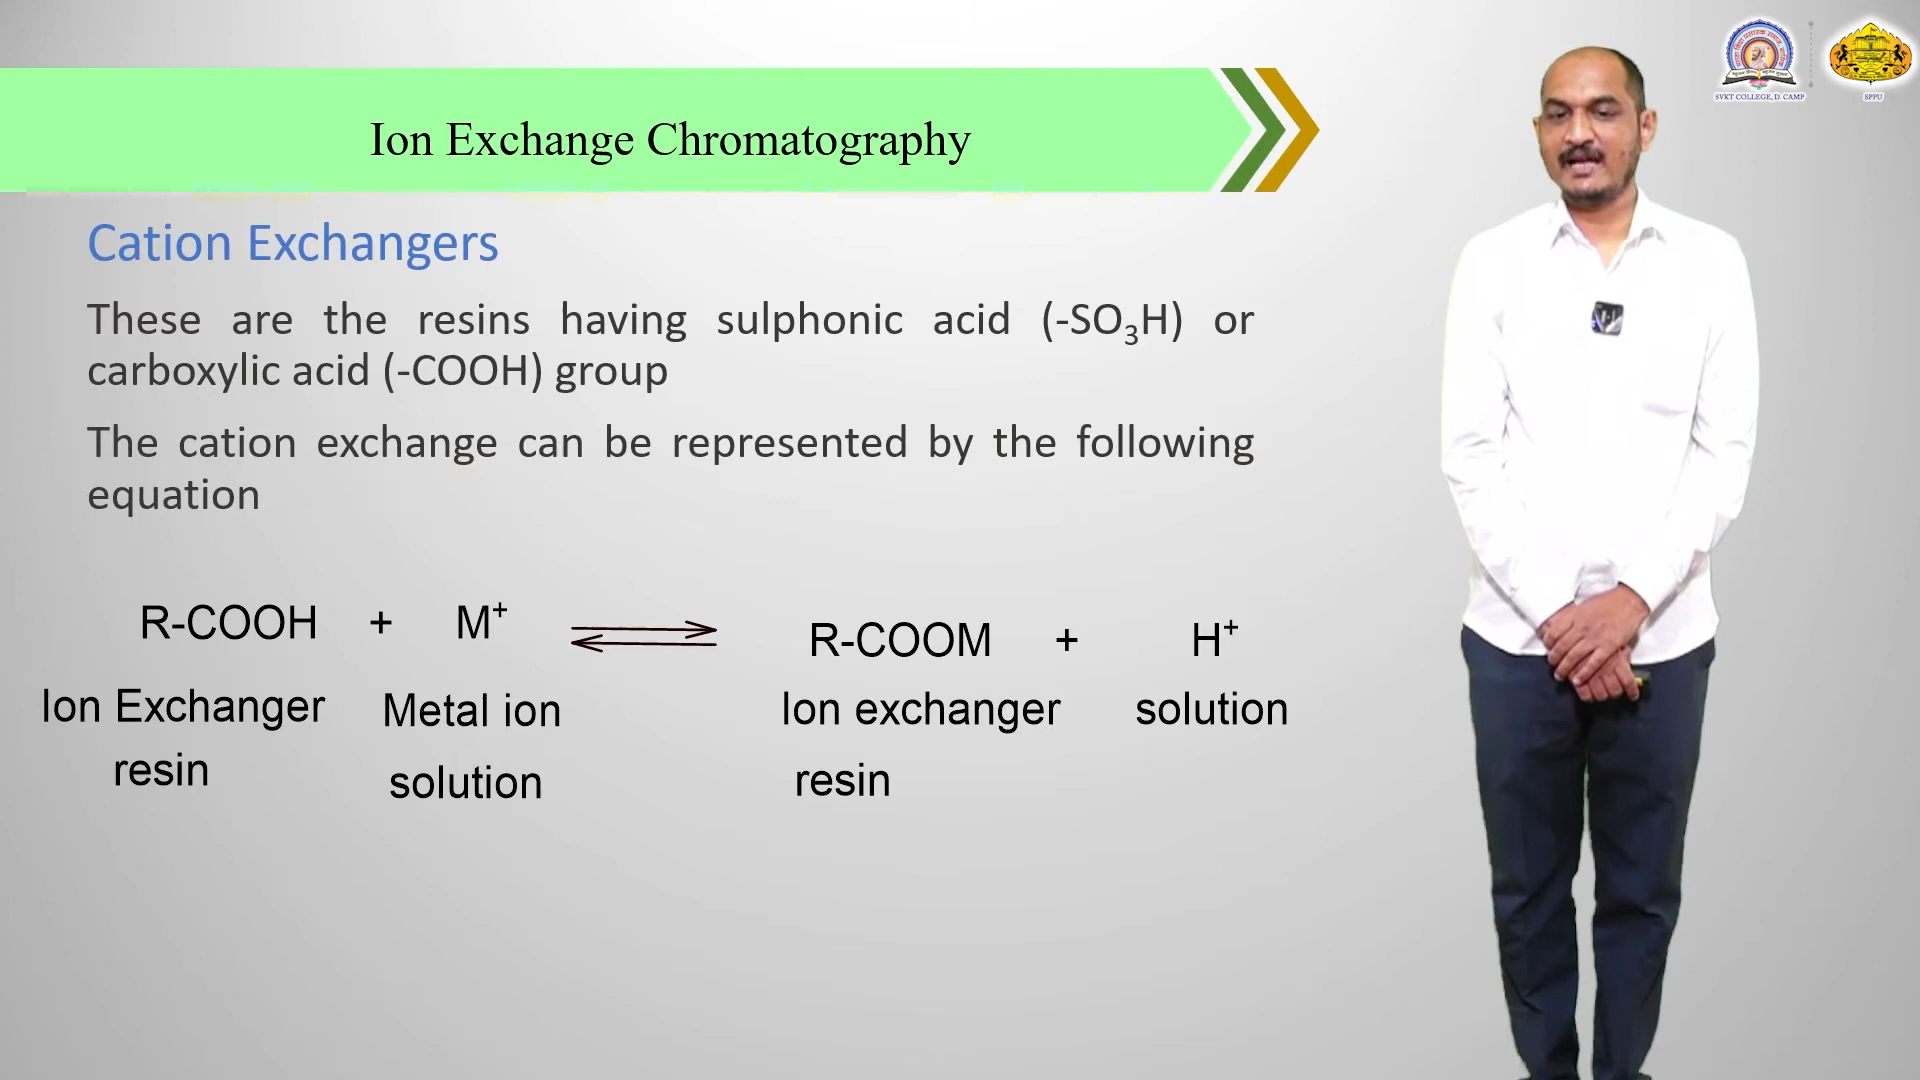 SVKT COLLEGE, D. CAMP
SPPU
Ion Exchange Chromatography
Cation Exchangers
These are the resins having sulphonic acid (-SO₃H) or
carboxylic acid (-COOH) group
The cation exchange can be represented by the following
equation
R-COOH + M⁺ ⇌ R-COOM + H⁺
Ion Exchanger Metal ion Ion exchanger solution
resin solution resin